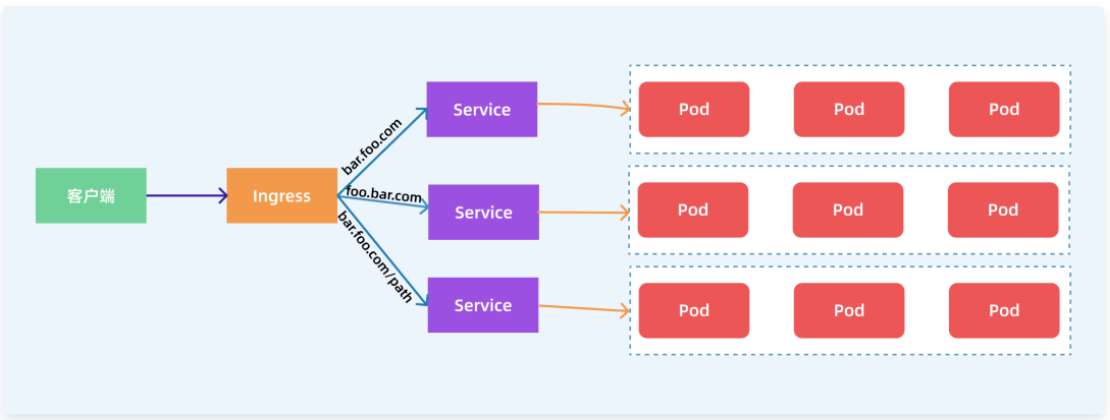 客户端
Ingress
bar.foo.com
foo.bar.com
bar.foo.com/path
Service
Pod
Pod
Pod
Service
Pod
Pod
Pod
Service
Pod
Pod
Pod